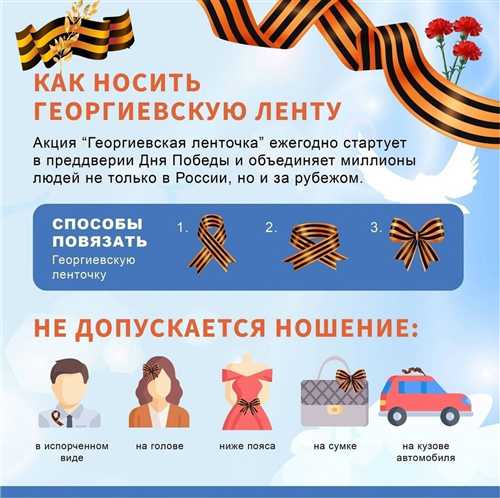 КАК НОСИТЬ
ГЕОРГИЕВСКУЮ ЛЕНТУ
Акция “Георгиевская ленточка” ежегодно стартует
в преддверии Дня Победы и объединяет миллионы
людей не только в России, но и за рубежом.
СПОСОБЫ
ПОВЯЗАТЬ
Георгиевскую
ленточку
1.
2.
3.
НЕ ДОПУСКАЕТСЯ НОШЕНИЕ:
в испорченном
виде
на голове
ниже пояса
на сумке
на кузове
автомобиля